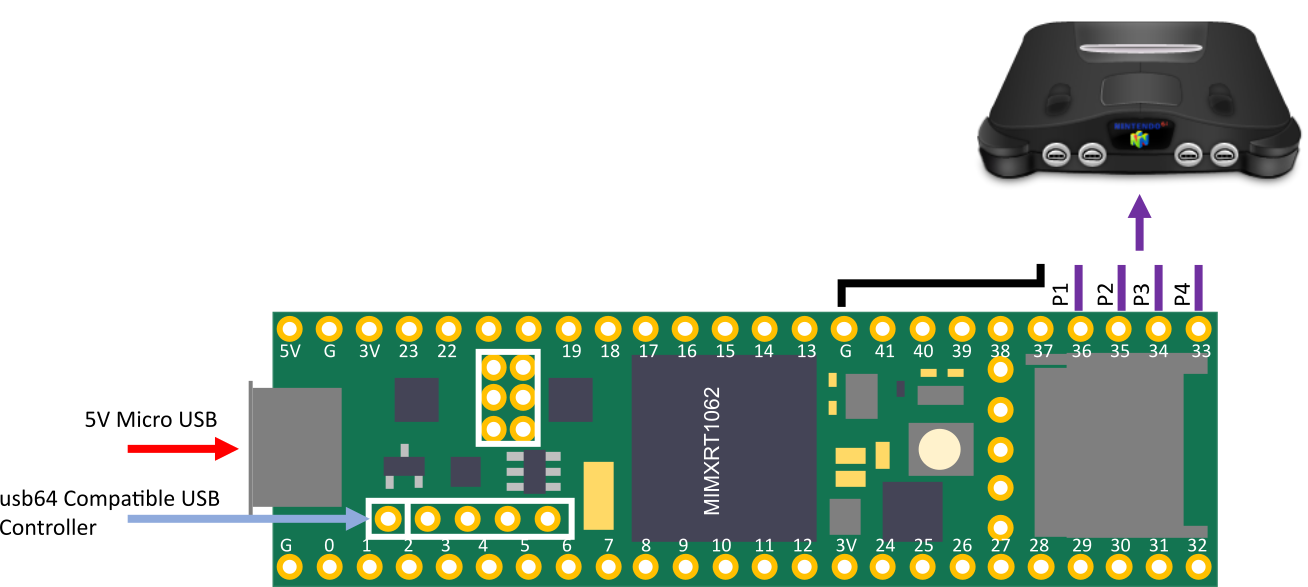 NINTENDO 64
P1 P2 P3 P4
5V G 3V 23 22 19 18 17 16 15 14 13 G 41 40 39 38 37 36 35 34 33
MIMXRT1062
5V Micro USB
usb64 Compatible USB
Controller
G 0 1 2 3 4 5 6 7 8 9 10 11 12 3V 24 25 26 27 28 29 30 31 32